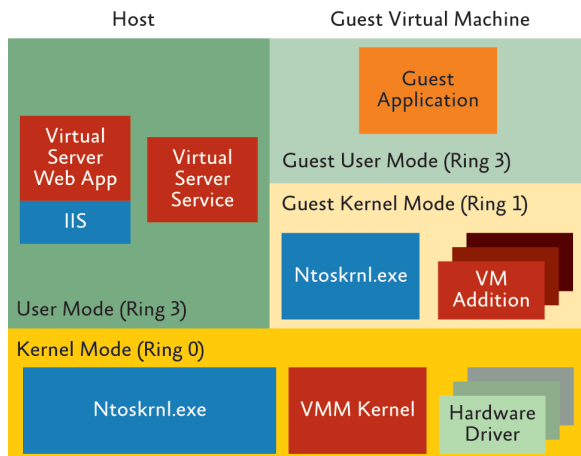 Host
Guest Virtual Machine
Guest
Application
Virtual
Server
Web App
IIS
Virtual
Server
Service
Guest User Mode (Ring 3)
Guest Kernel Mode (Ring 1)
Ntoskrnl.exe
VM
Addition
User Mode (Ring 3)
Kernel Mode (Ring 0)
Ntoskrnl.exe
VMM Kernel
Hardware
Driver